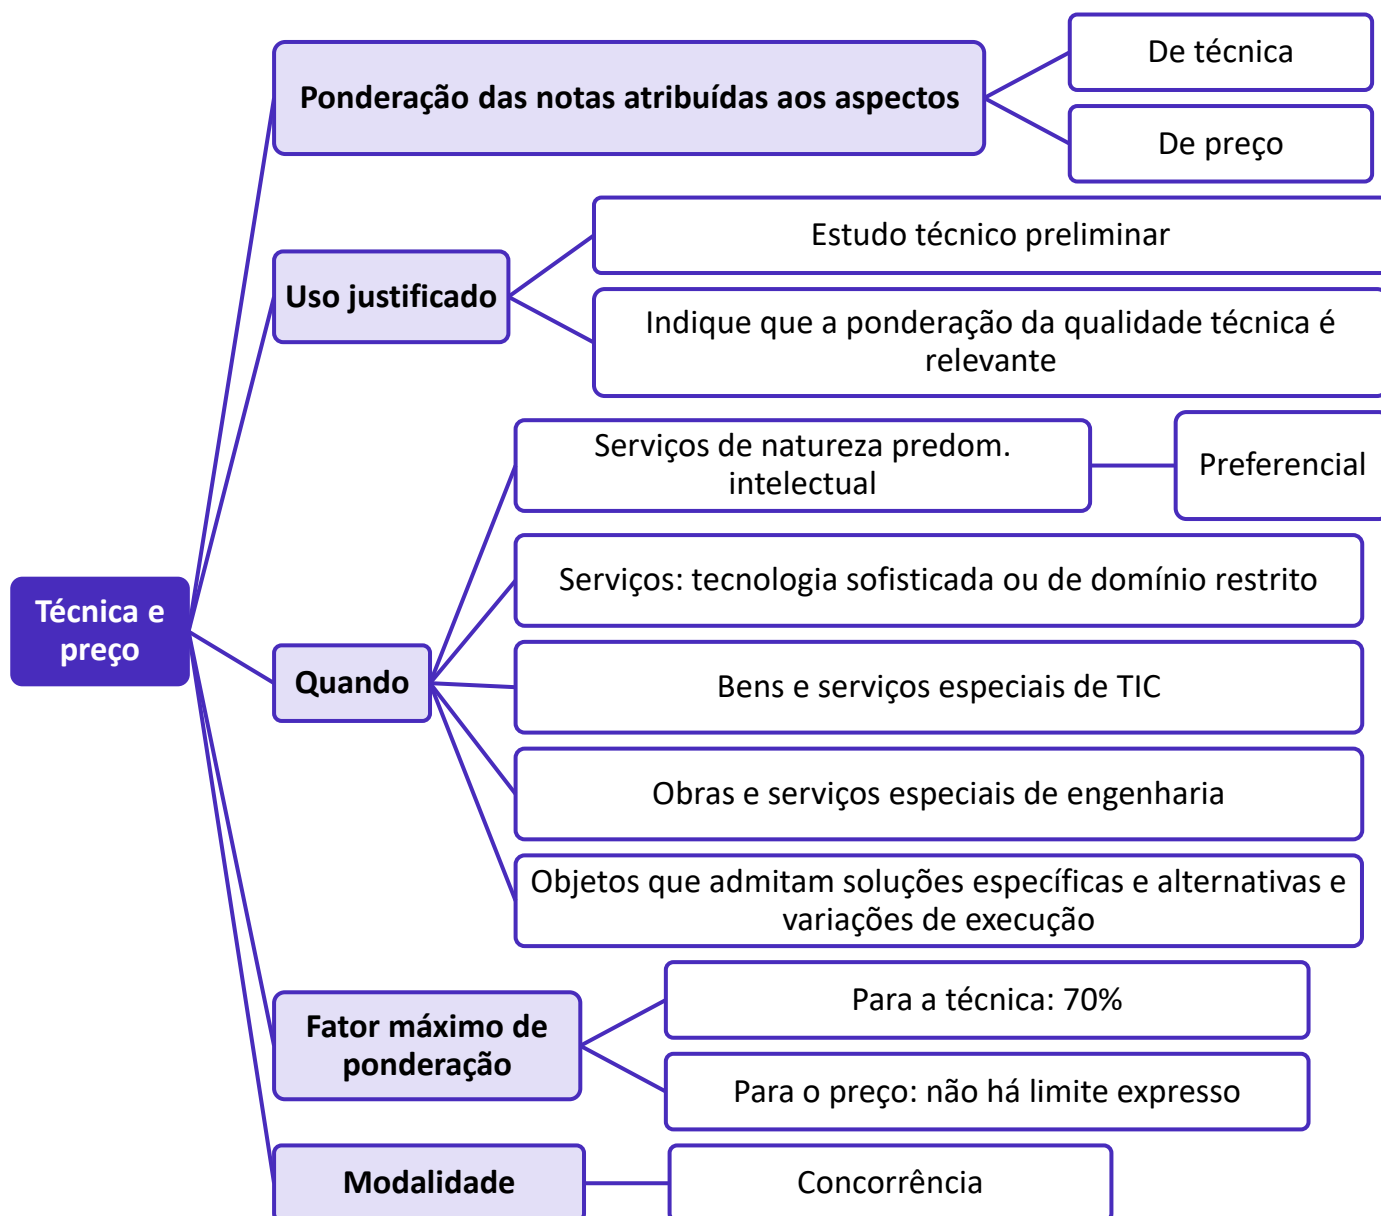 Ponderação das notas atribuídas aos aspectos
De técnica
De preço
Uso justificado
Estudo técnico preliminar
Indique que a ponderação da qualidade técnica é
relevante
Técnica e
preço
Quando
Serviços de natureza predom.
intelectual
Preferencial
Serviços: tecnologia sofisticada ou de domínio restrito
Bens e serviços especiais de TIC
Obras e serviços especiais de engenharia
Objetos que admitam soluções específicas e alternativas e
variações de execução
Fator máximo de
ponderação
Para a técnica: 70%
Para o preço: não há limite expresso
Modalidade
Concorrência